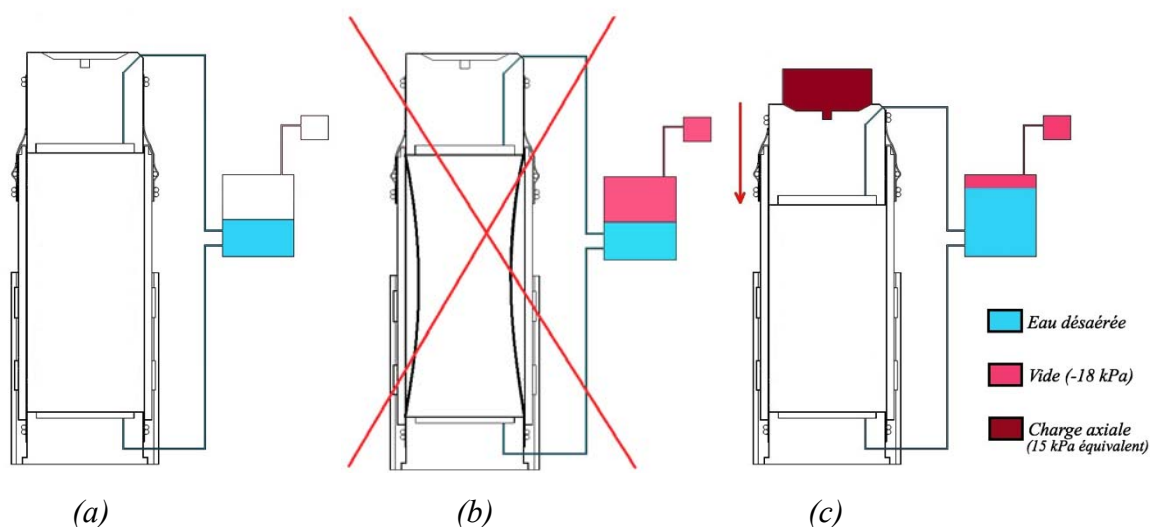 Eau désaérée
Vide (-18 kPa)
Charge axiale
(15 kPa équivalent)
(a)
(b)
(c)